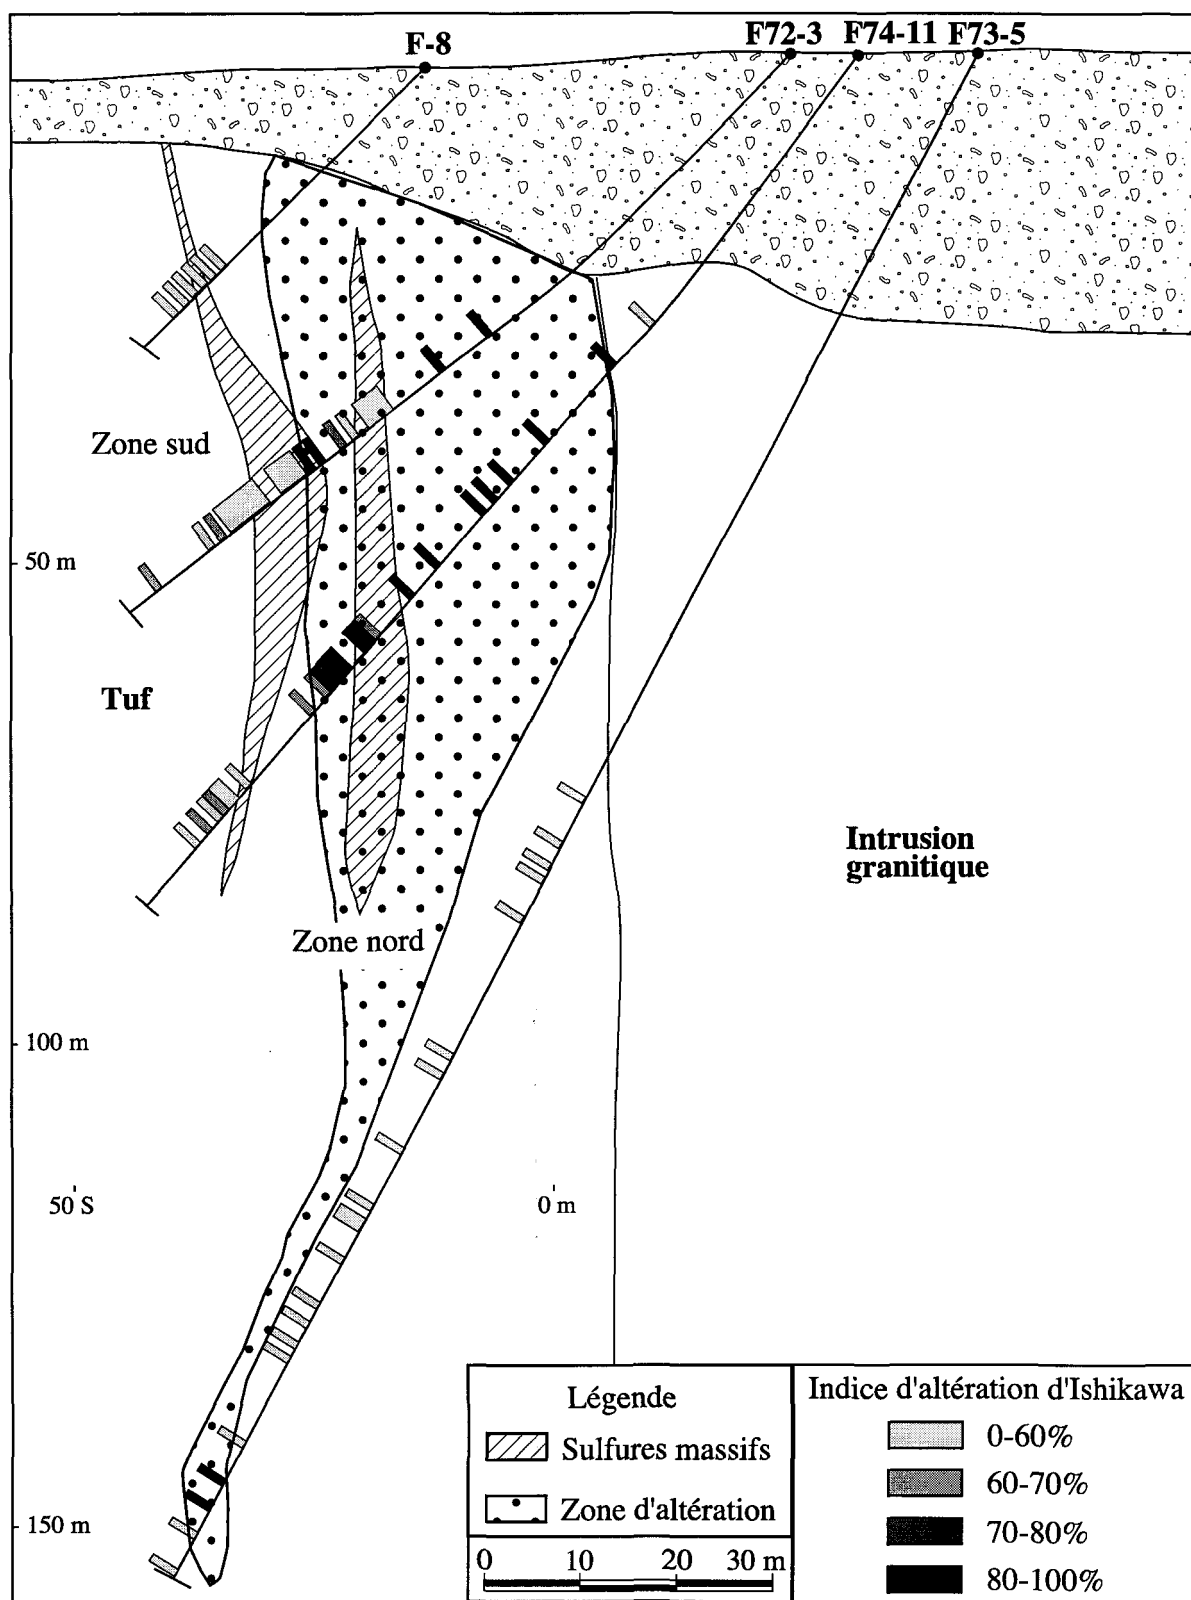 F-8
F72-3
F74-11
F73-5
Zone sud
50 m
Tuf
Intrusion
granitique
Zone nord
100 m
50 S
0 m
150 m
Légende
Sulfures massifs
Zone d'altération
0 10 20 30 m
Indice d'altération d'Ishikawa
0-60%
60-70%
70-80%
80-100%